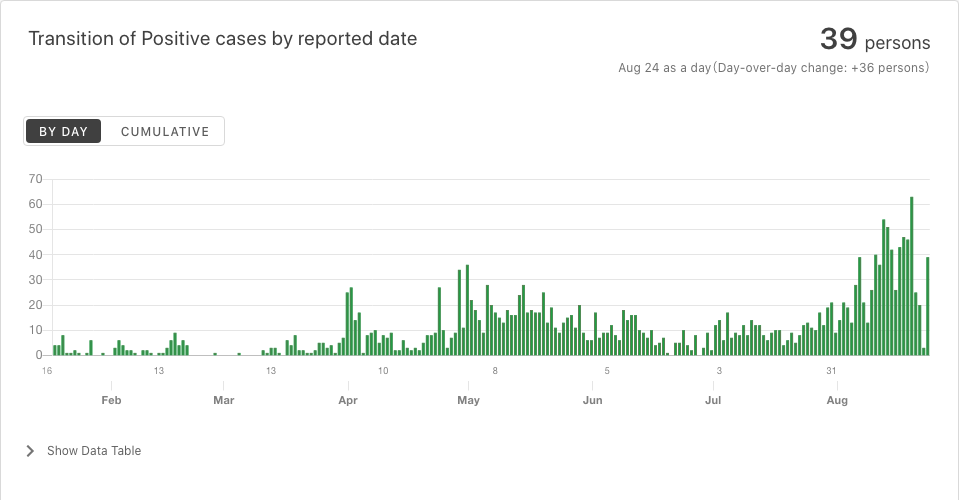 Transition of Positive cases by reported date
39 persons
Aug 24 as a day(Day-over-day change: +36 persons)
BY DAY CUMULATIVE
70
60
50
40
30
20
10
0
16 13 13 10 8 5 3 31
Feb Mar Apr May Jun Jul Aug
Show Data Table